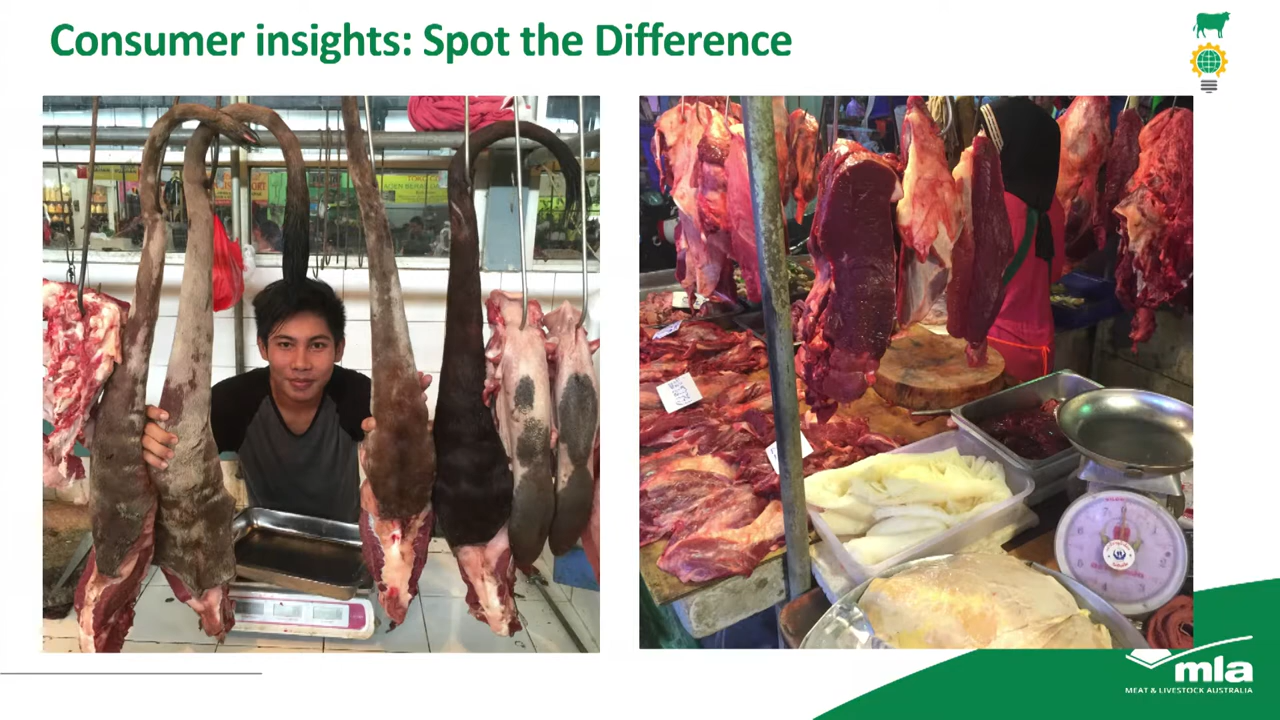 Consumer insights: Spot the Difference
mla
MEAT & LIVESTOCK AUSTRALIA